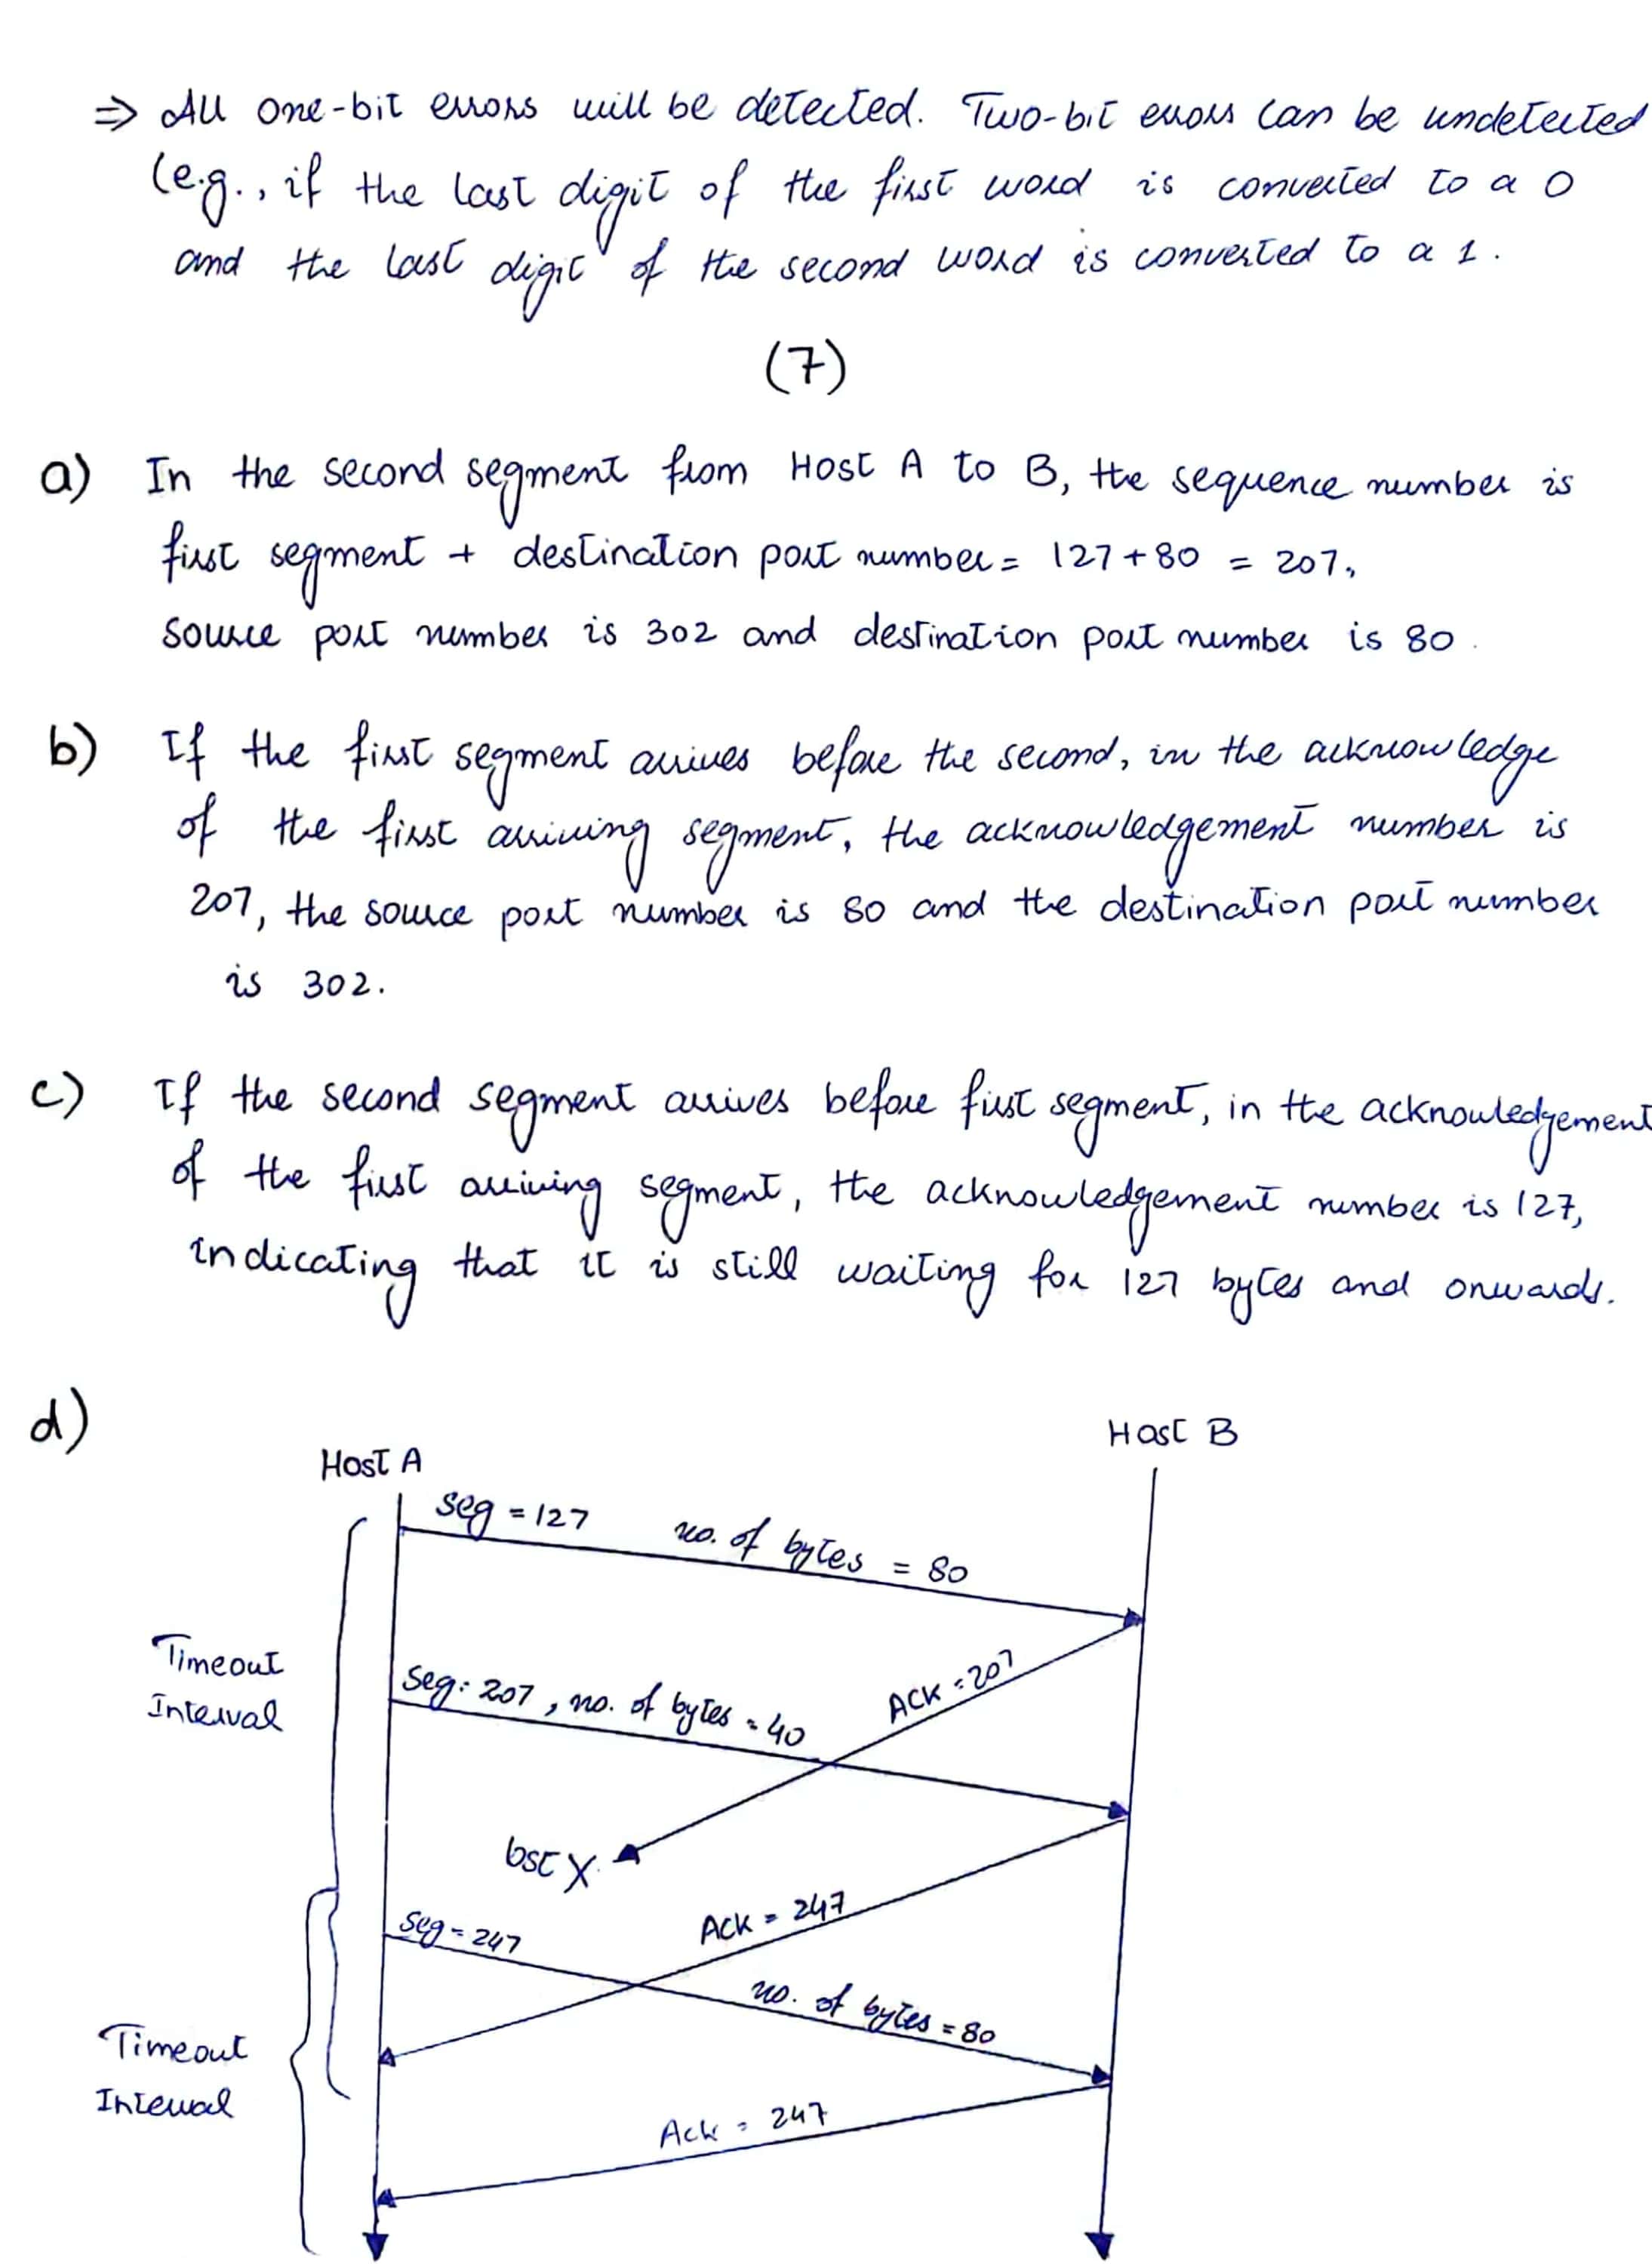 ⇒ All one-bit errors will be detected. Two-bit errors can be undetected
(e.g., if the last digit of the first word is converted to a 0
and the last digit of the second word is converted to a 1.
(7)
a) In the second segment from Host A to B, the sequence number is
first segment + destination port number = 127 + 80 = 207,
source port number is 302 and destination port number is 80.
b) If the first segment arrives before the second, in the acknowledge
of the first arriving segment, the acknowledgement number is
207, the source port number is 80 and the destination port number
is 302.
c) If the second segment arrives before first segment, in the acknowledgement
of the first arriving segment, the acknowledgement number is 127,
indicating that it is still waiting for 127 bytes and onwards.
d)
Host B
Host A
Seg = 127 no. of bytes = 80
Timeout
Interval
Seg: 207, no. of bytes = 40
ACK = 207
lost X
ACK = 247
Seg = 247
no. of bytes = 80
Timeout
Interval
Ack = 247